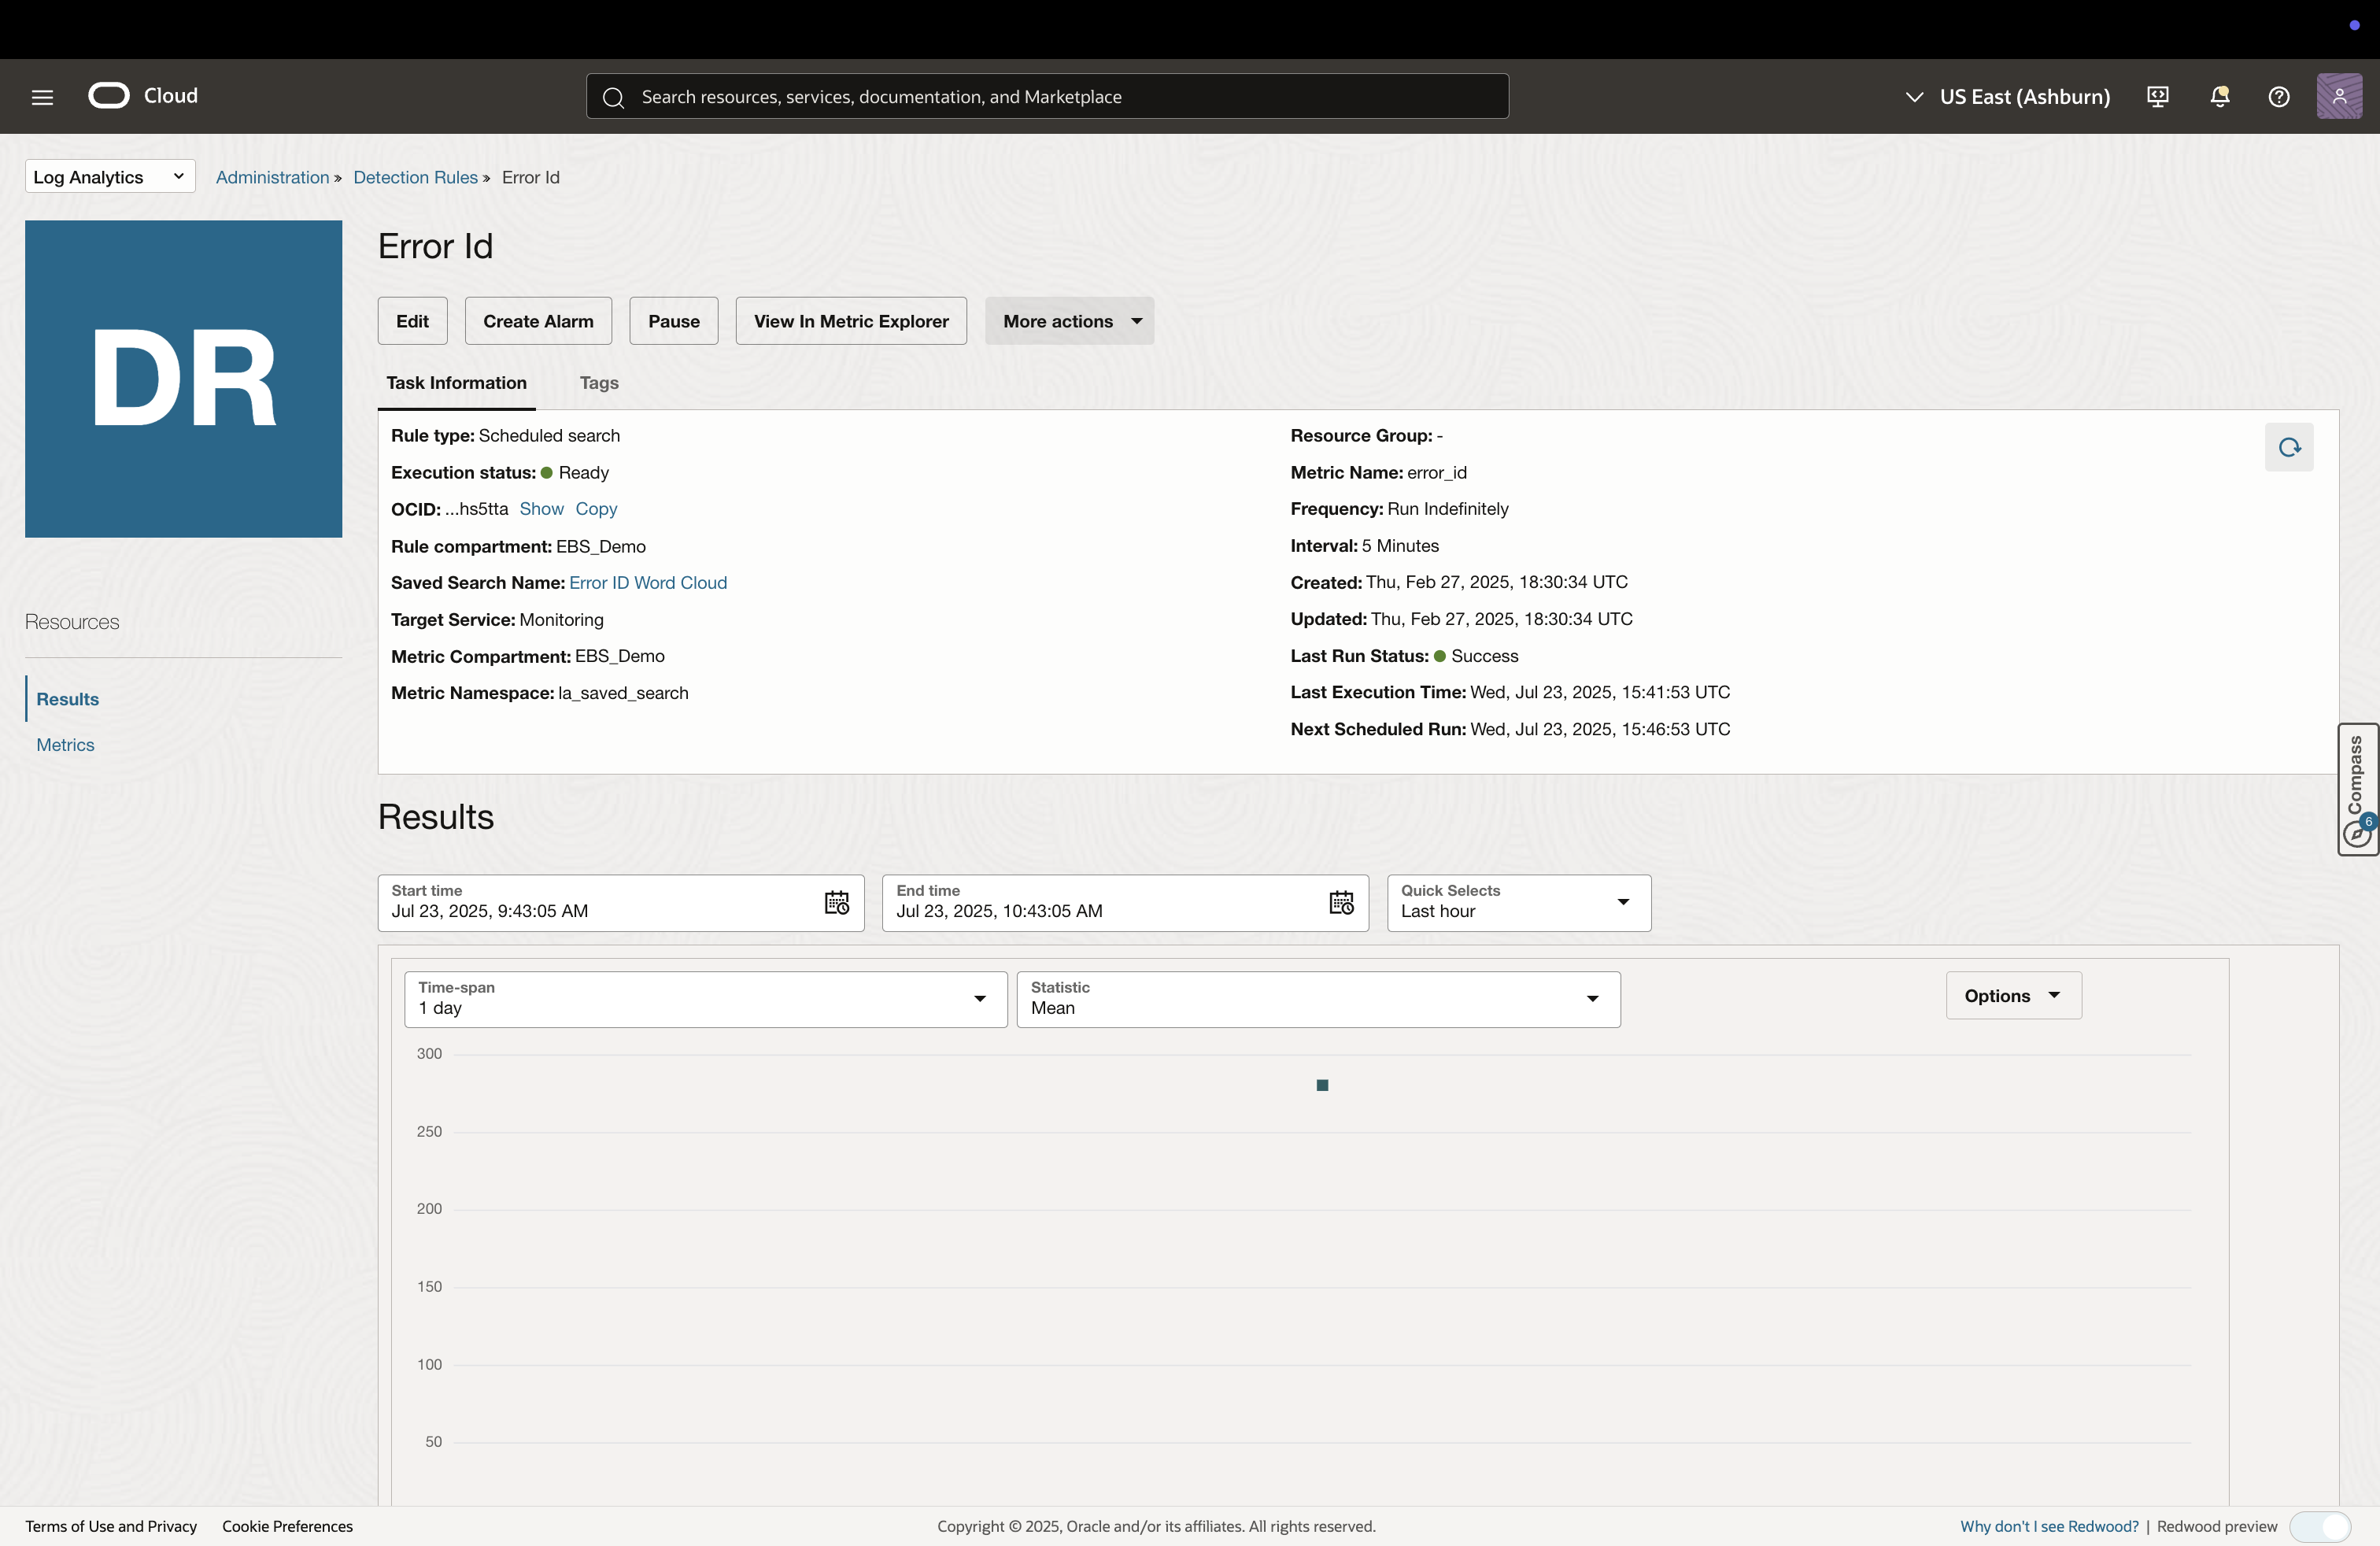 Cloud
Search resources, services, documentation, and Marketplace
US East (Ashburn)
Log Analytics
Administration » Detection Rules » Error Id
DR
Error Id
Edit
Create Alarm
Pause
View In Metric Explorer
More actions
Task Information
Tags
Rule type: Scheduled search
Execution status: Ready
OCID: ...hs5tta Show Copy
Rule compartment: EBS_Demo
Saved Search Name: Error ID Word Cloud
Target Service: Monitoring
Metric Compartment: EBS_Demo
Metric Namespace: la_saved_search
Resource Group: -
Metric Name: error_id
Frequency: Run Indefinitely
Interval: 5 Minutes
Created: Thu, Feb 27, 2025, 18:30:34 UTC
Updated: Thu, Feb 27, 2025, 18:30:34 UTC
Last Run Status: Success
Last Execution Time: Wed, Jul 23, 2025, 15:41:53 UTC
Next Scheduled Run: Wed, Jul 23, 2025, 15:46:53 UTC
Resources
Results
Metrics
Compass
6
Results
Start time
Jul 23, 2025, 9:43:05 AM
End time
Jul 23, 2025, 10:43:05 AM
Quick Selects
Last hour
Time-span
1 day
Statistic
Mean
Options
300
250
200
150
100
50
Terms of Use and Privacy
Cookie Preferences
Copyright © 2025, Oracle and/or its affiliates. All rights reserved.
Why don't I see Redwood? | Redwood preview